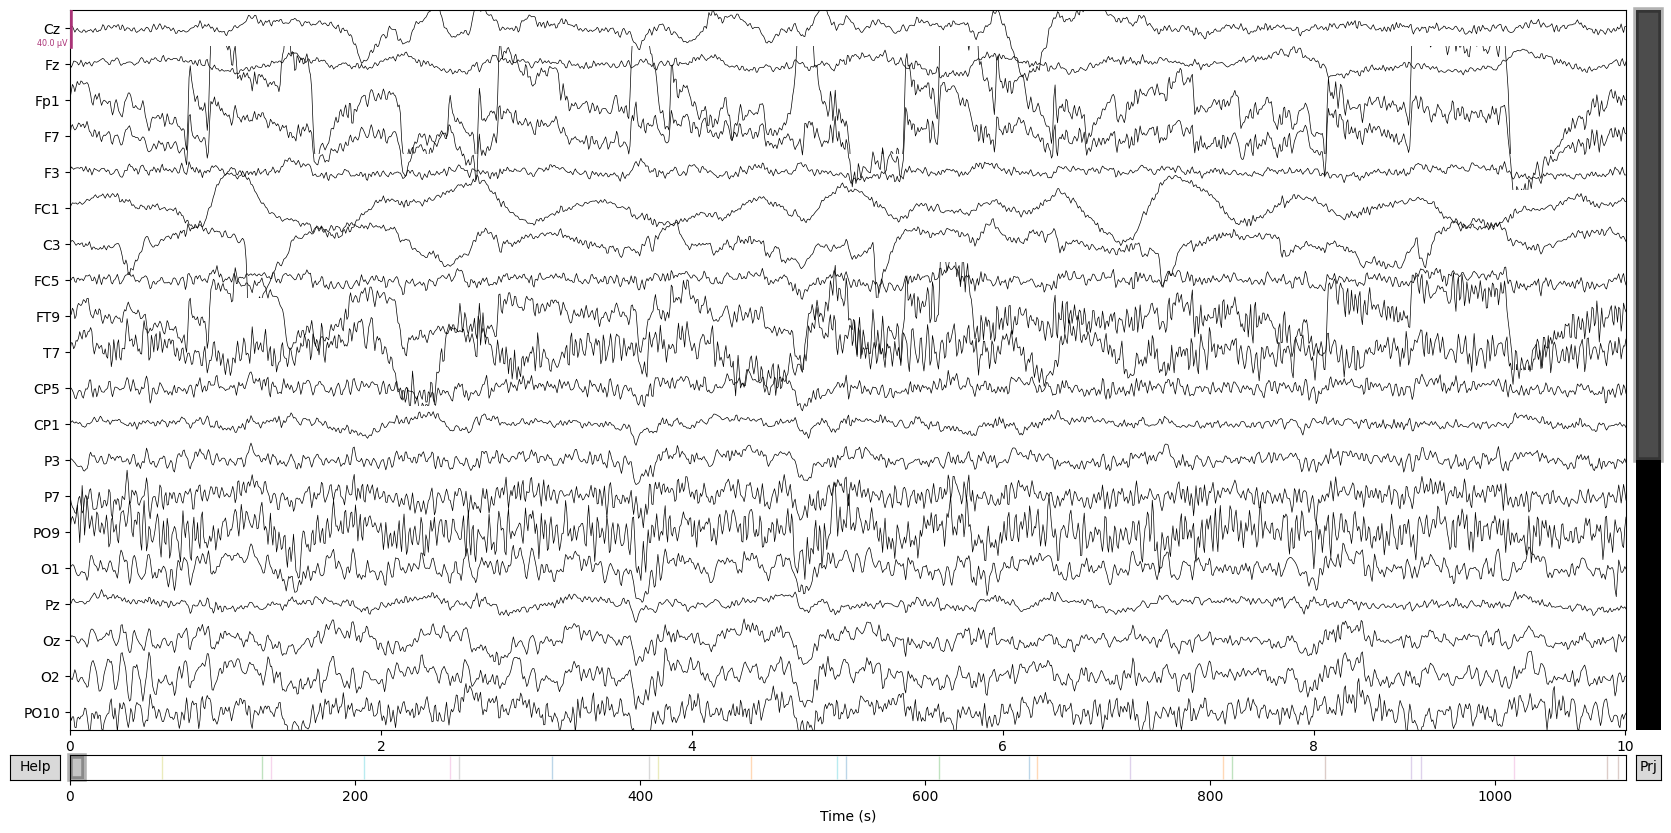 Cz
40.0 µV
Fz
Fp1
F7
F3
FC1
C3
FC5
FT9
T7
CP5
CP1
P3
P7
PO9
O1
Pz
Oz
O2
PO10
0 2 4 6 8 10
Help Prj
0 200 400 600 800 1000
Time (s)